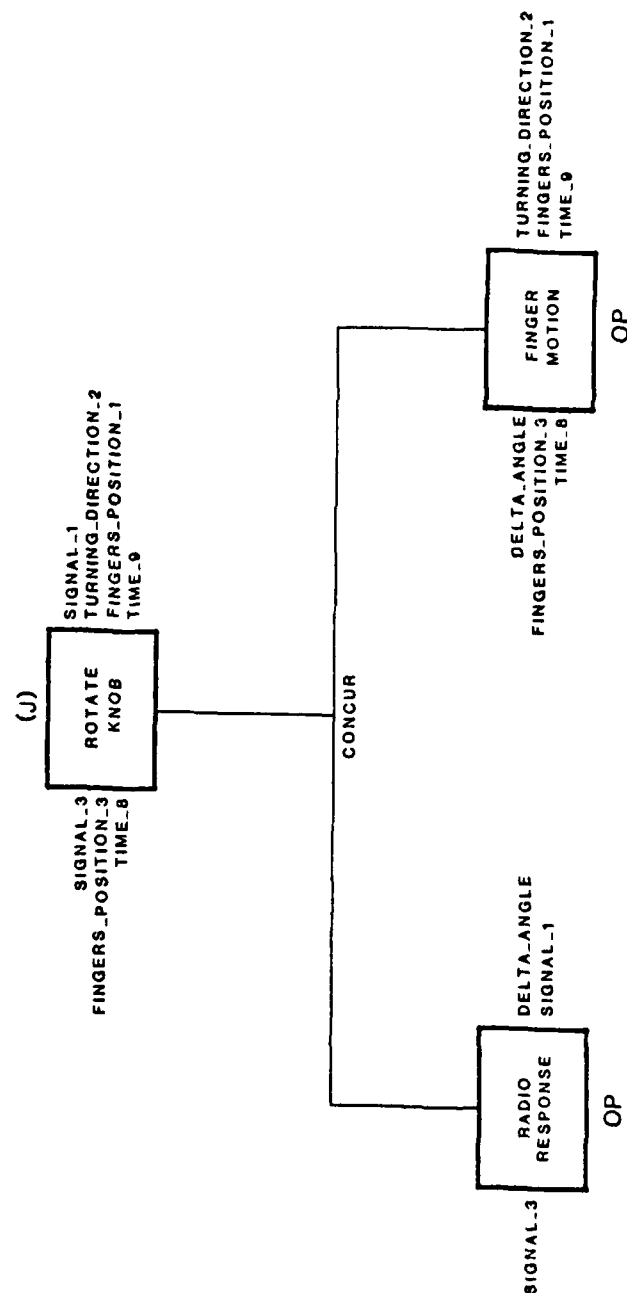 (J)
SIGNAL_3
FINGERS_POSITION_3
TIME_8
ROTATE
KNOB
SIGNAL_1
TURNING_DIRECTION_2
FINGERS_POSITION_1
TIME_9
CONCUR
SIGNAL_3
RADIO
RESPONSE
DELTA_ANGLE
SIGNAL_1
OP
DELTA_ANGLE
FINGERS_POSITION_3
TIME_8
FINGER
MOTION
TURNING_DIRECTION_2
FINGERS_POSITION_1
TIME_9
OP